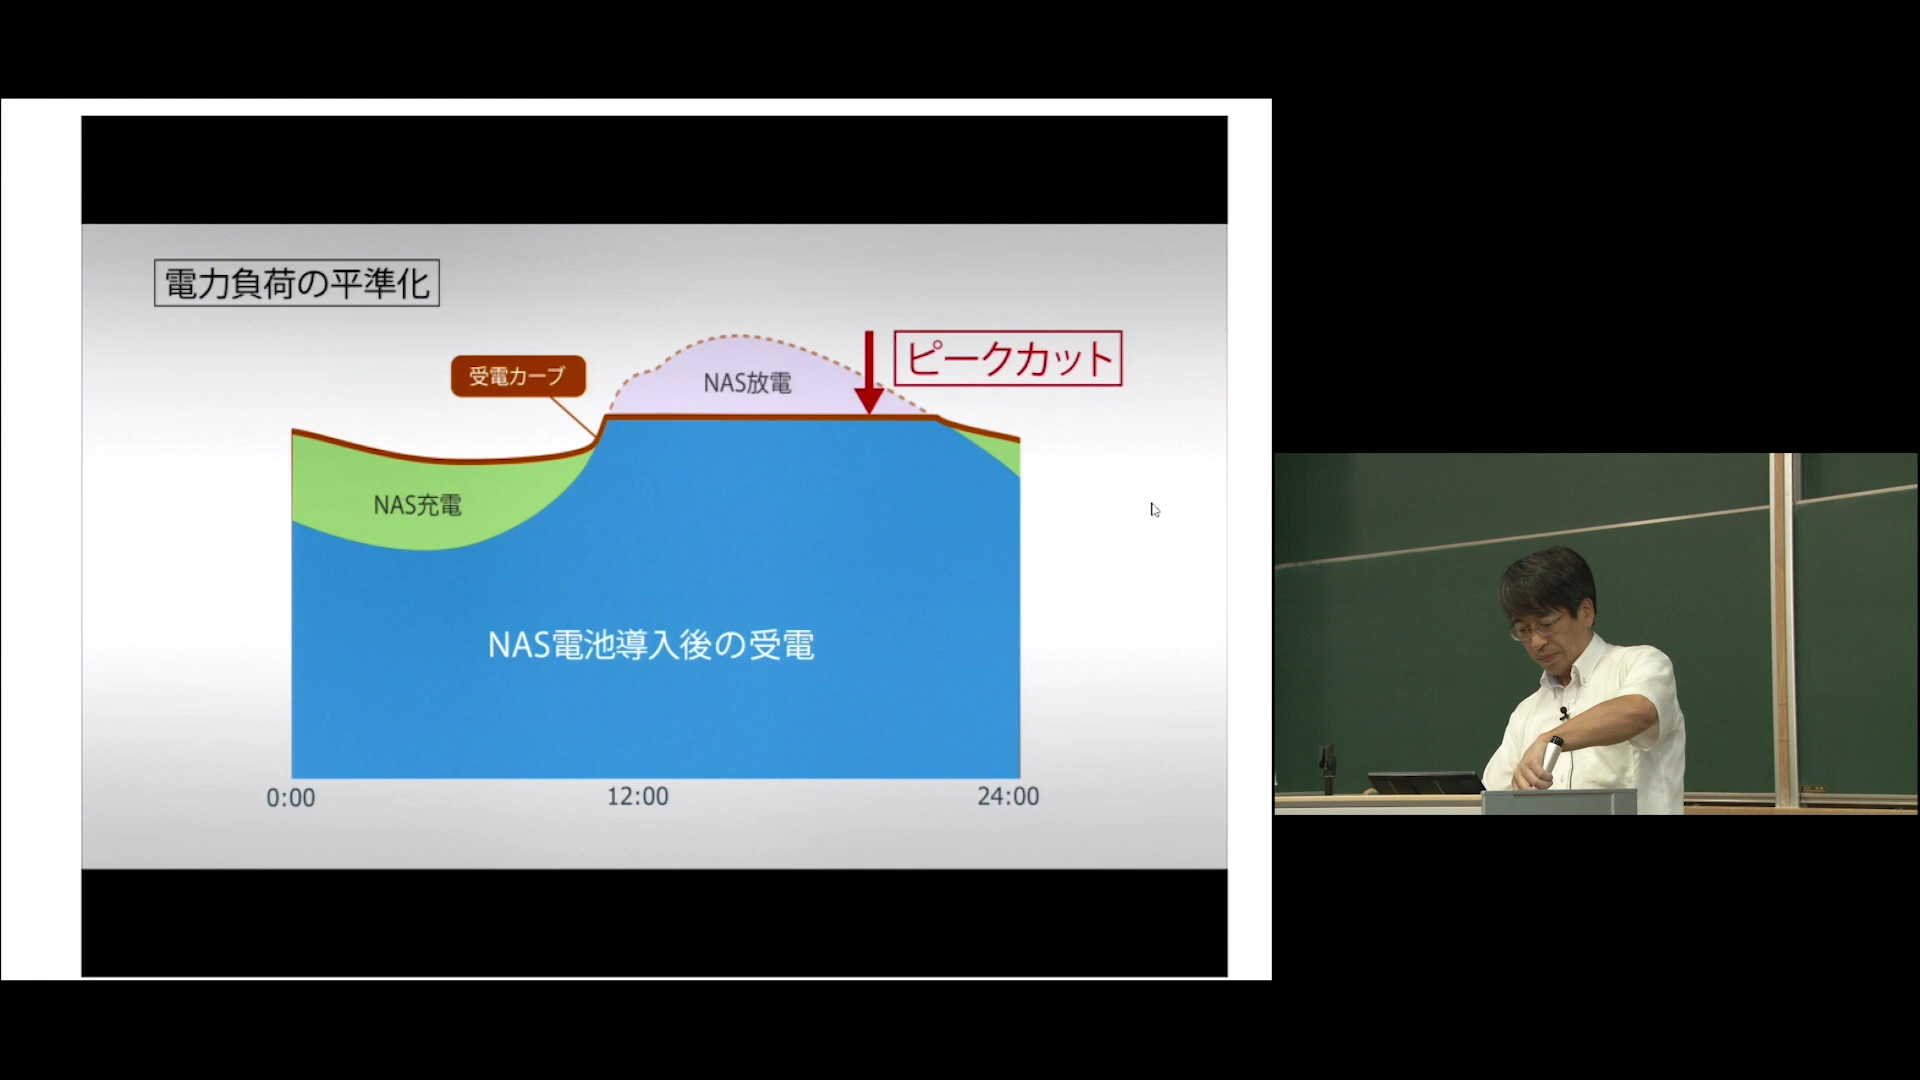 電力負荷の平準化
ピークカット
受電カーブ
NAS放電
NAS充電
NAS電池導入後の受電
0:00
12:00
24:00